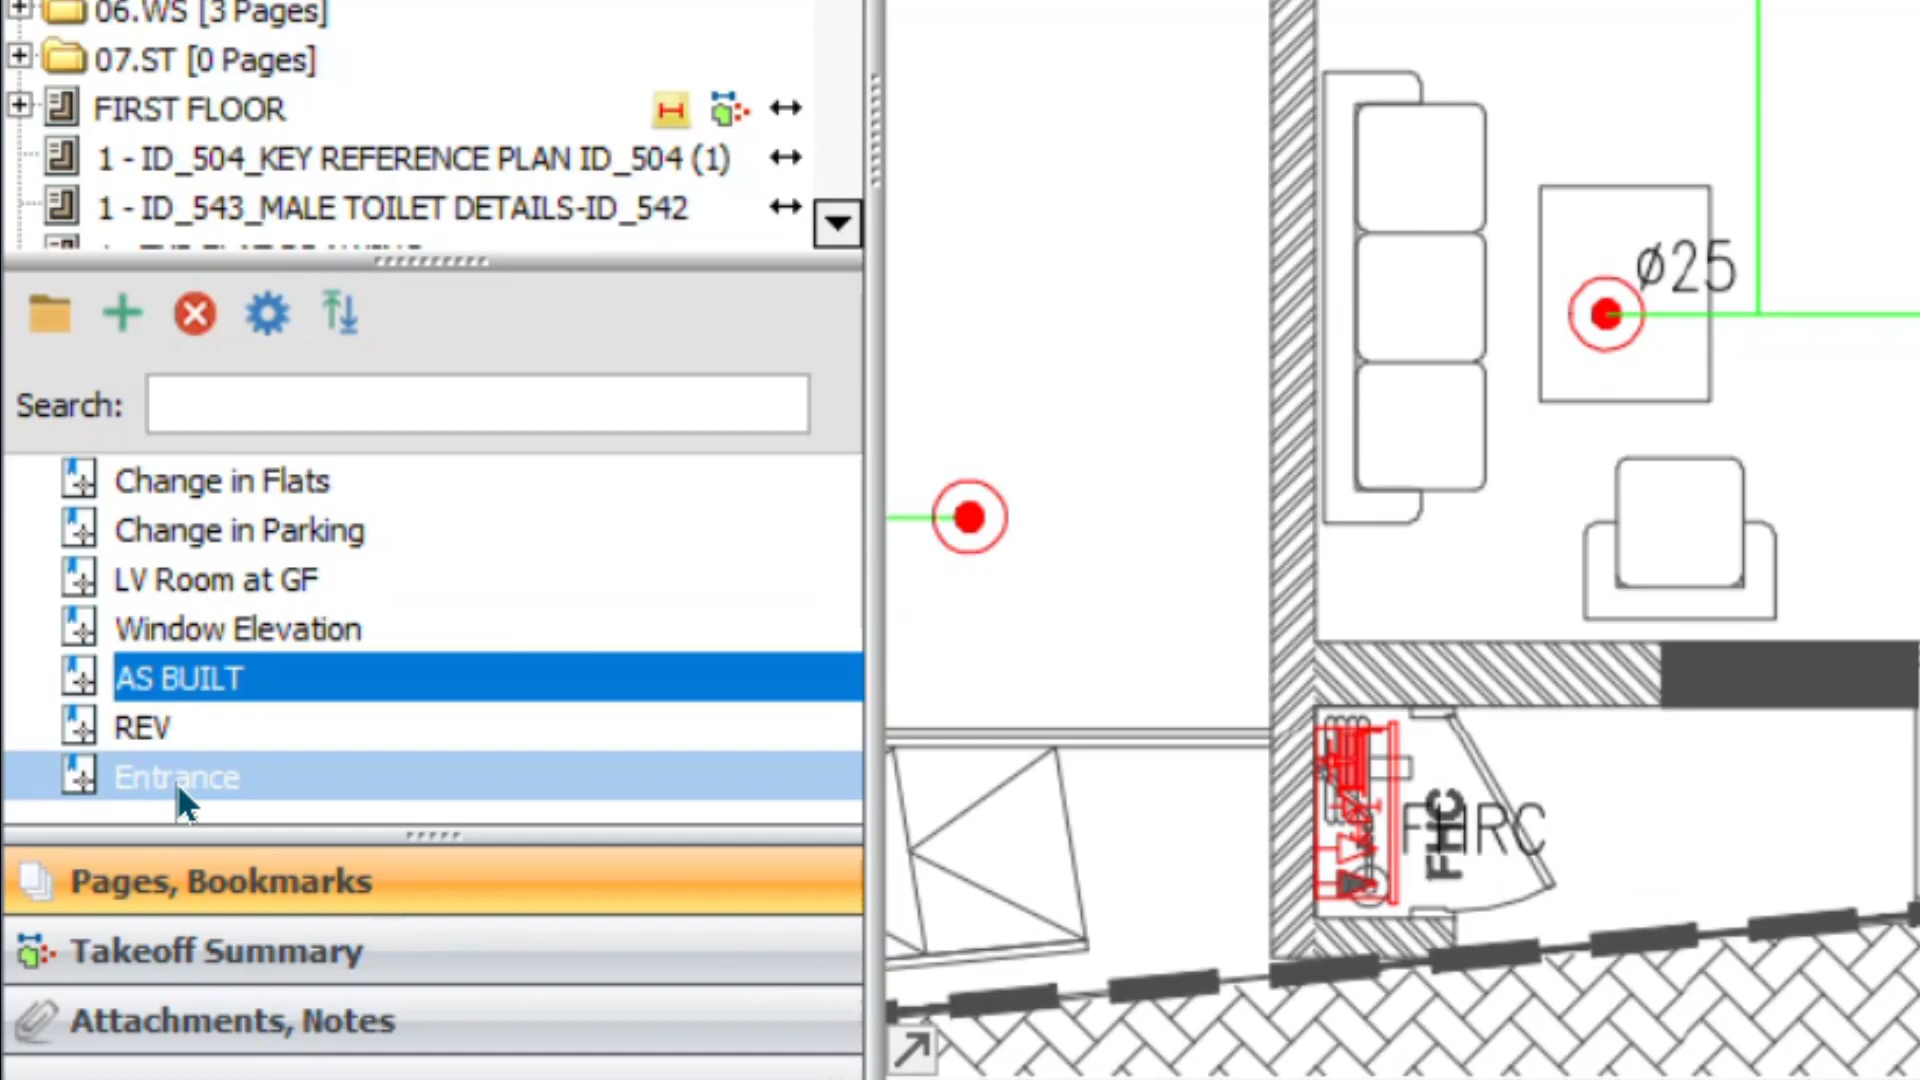 06.WS [3 Pages]
07.ST [0 Pages]
FIRST FLOOR
1 - ID_504_KEY REFERENCE PLAN ID_504 (1)
1 - ID_543_MALE TOILET DETAILS-ID_542
Search:
Change in Flats
Change in Parking
LV Room at GF
Window Elevation
AS BUILT
REV
Entrance
Pages, Bookmarks
Takeoff Summary
Attachments, Notes
ø25
FHC